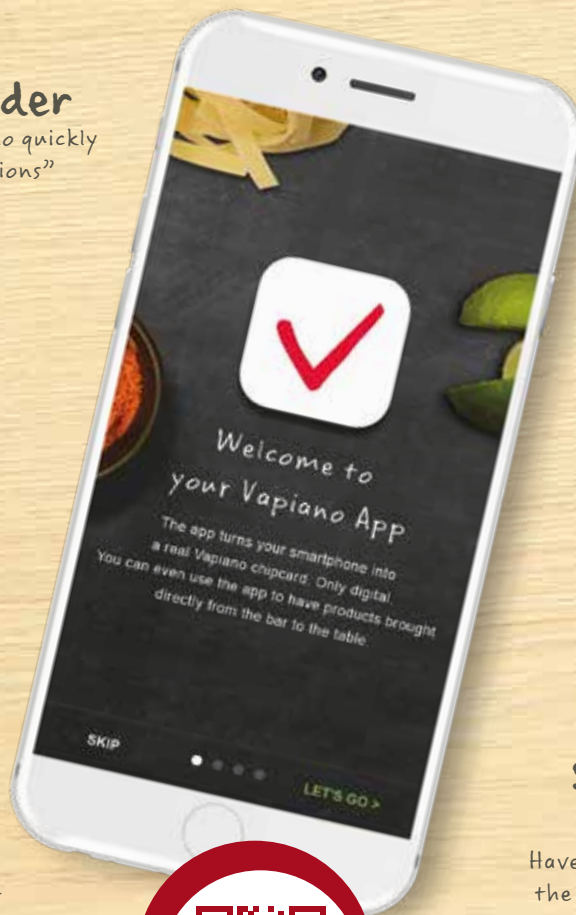 der
o quickly
ions”
Welcome to
your Vapiano App
The app turns your smartphone into
a real Vapiano chipcard. Only digital.
You can even use the app to have products brought
directly from the bar to the table.
SKIP
LET'S GO >
S
Have
the